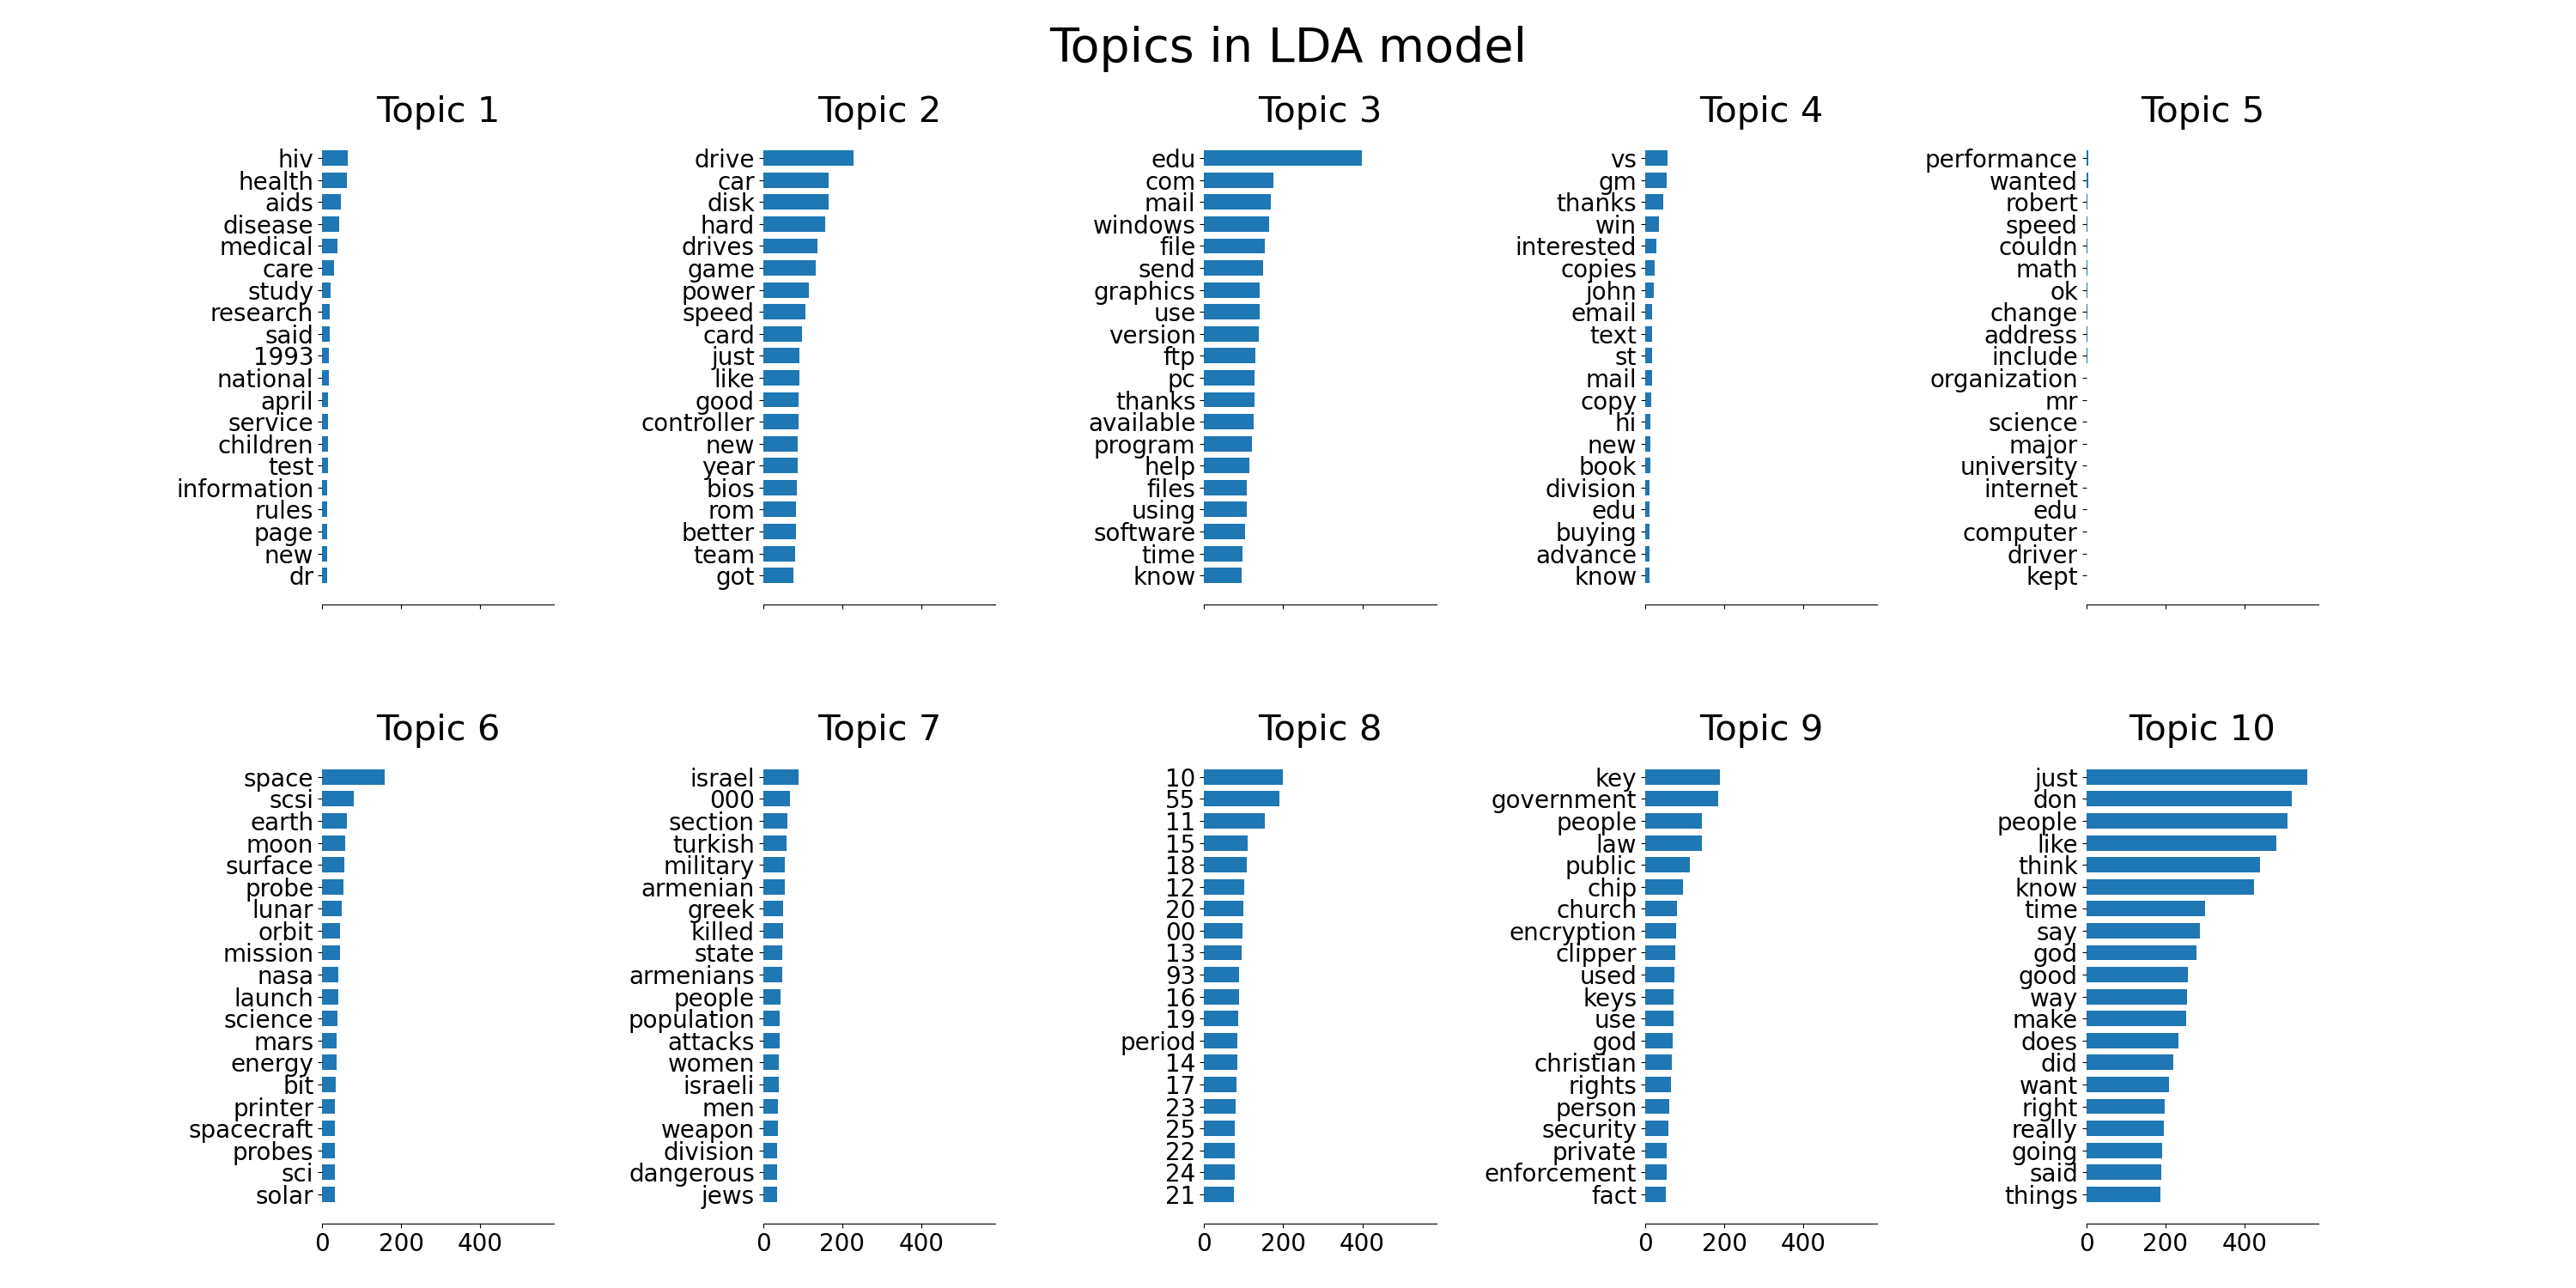 Topics in LDA model
Topic 1
hiv
health
aids
disease
medical
care
study
research
said
1993
national
april
service
children
test
information
rules
page
new
dr
Topic 2
drive
car
disk
hard
drives
game
power
speed
card
just
like
good
controller
new
year
bios
rom
better
team
got
Topic 3
edu
com
mail
windows
file
send
graphics
use
version
ftp
pc
thanks
available
program
help
files
using
software
time
know
Topic 4
vs
gm
thanks
win
interested
copies
john
email
text
st
mail
copy
hi
new
book
division
edu
buying
advance
know
Topic 5
performance
wanted
robert
speed
couldn
math
ok
change
address
include
organization
mr
science
major
university
internet
edu
computer
driver
kept
Topic 6
space
scsi
earth
moon
surface
probe
lunar
orbit
mission
nasa
launch
science
mars
energy
bit
printer
spacecraft
probes
sci
solar
0 200 400
Topic 7
israel
000
section
turkish
military
armenian
greek
killed
state
armenians
people
population
attacks
women
israeli
men
weapon
division
dangerous
jews
0 200 400
Topic 8
10
55
11
15
18
12
20
00
13
93
16
19
period
14
17
23
25
22
24
21
0 200 400
Topic 9
key
government
people
law
public
chip
church
encryption
clipper
used
keys
use
god
christian
rights
person
security
private
enforcement
fact
0 200 400
Topic 10
just
don
people
like
think
know
time
say
god
good
way
make
does
did
want
right
really
going
said
things
0 200 400